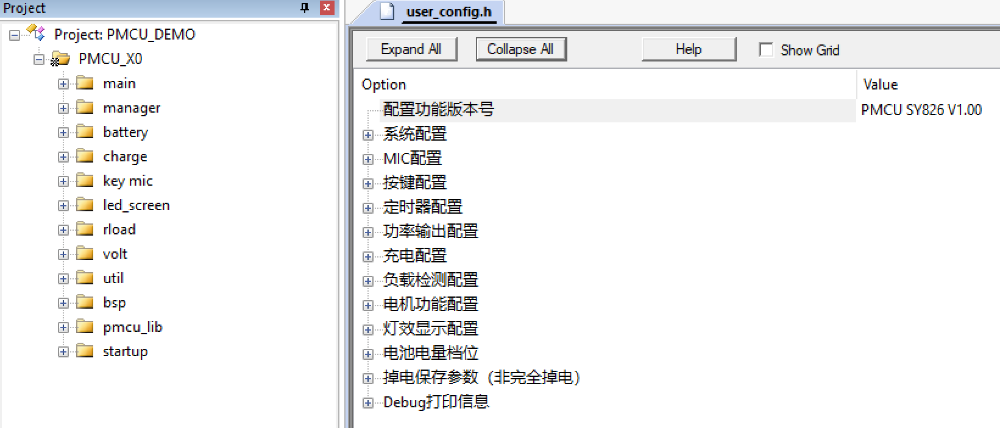 Project
Project: PMCU_DEMO
PMCU_X0
main
manager
battery
charge
key mic
led_screen
rload
volt
util
bsp
pmcu_lib
startup
user_config.h
Expand All Collapse All Help Show Grid
Option Value
配置功能版本号 PMCU SY826 V1.00
系统配置
MIC配置
按键配置
定时器配置
功率输出配置
充电配置
负载检测配置
电机功能配置
灯效显示配置
电池电量档位
掉电保存参数（非完全掉电）
Debug打印信息